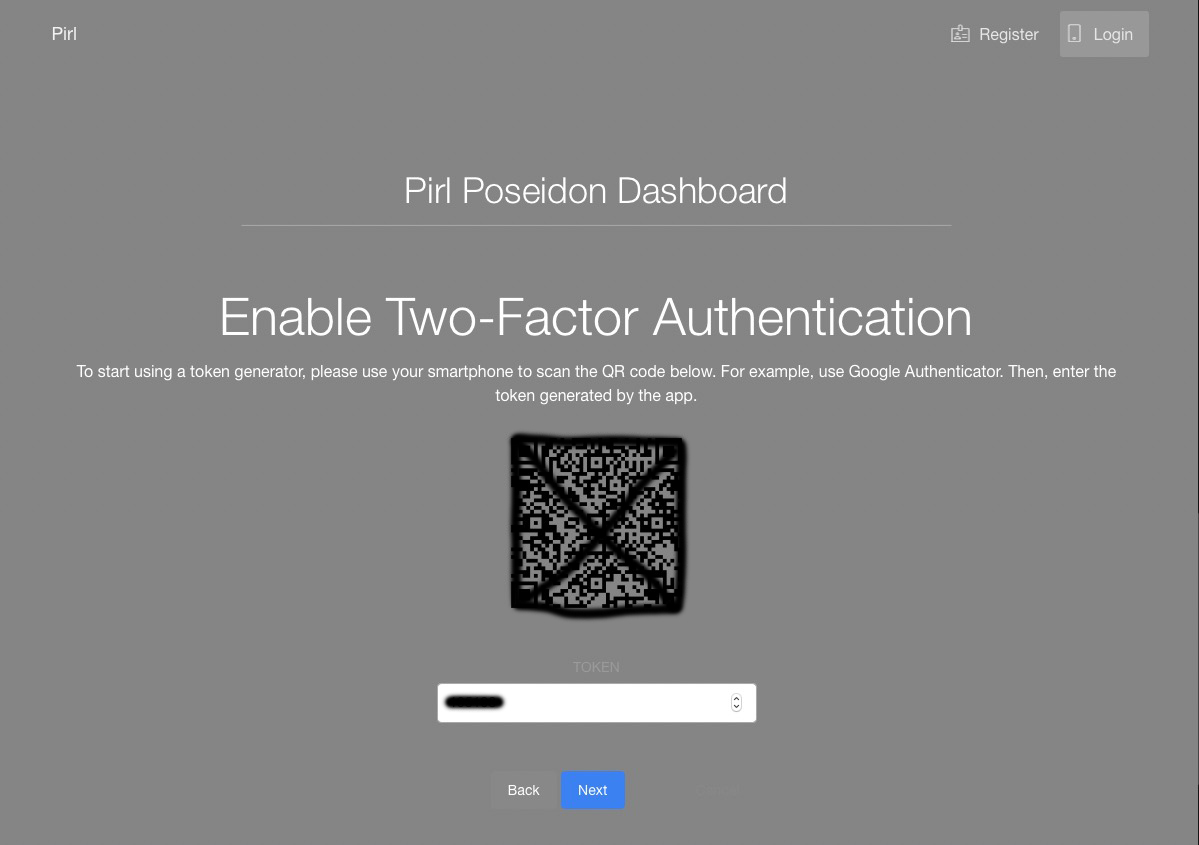 Pirl
Register
Login
Pirl Poseidon Dashboard
Enable Two-Factor Authentication
To start using a token generator, please use your smartphone to scan the QR code below. For example, use Google Authenticator. Then, enter the
token generated by the app.
TOKEN
Back
Next
Cancel